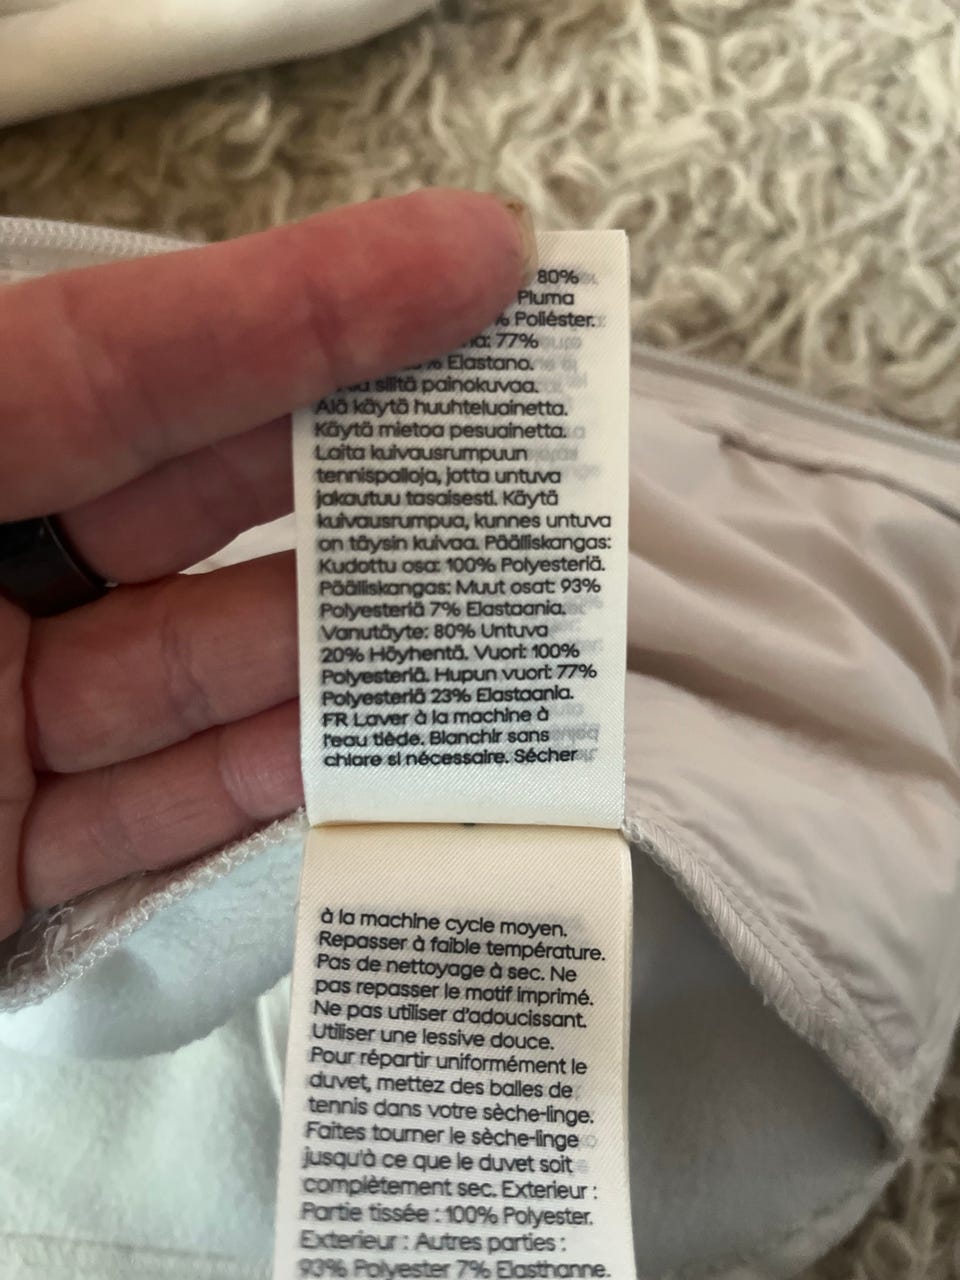 80%
Pluma
% Poliéster.
77%
% Elastano.
silitä painokuvaa.
Älä käytä huuhteluainetta.
Käytä mietoa pesuainetta.
Laita kuivausrumpuun
tennispalloja, jotta untuva
jakautuu tasaisesti. Käytä
kuivausrumpua, kunnes untuva
on täysin kuivaa. Päälliskangas:
Kudottu osa: 100% Polyesteriä.
Päälliskangas: Muut osat: 93%
Polyesteriä 7% Elastaania.
Vanutäyte: 80% Untuva
20% Höyhentä. Vuori: 100%
Polyesteriä. Hupun vuori: 77%
Polyesteriä 23% Elastaania.
FR Laver à la machine à
l'eau tiède. Blanchir sans
chlore si nécessaire. Sécher
à la machine cycle moyen.
Repasser à faible température.
Pas de nettoyage à sec. Ne
pas repasser le motif imprimé.
Ne pas utiliser d'adoucissant.
Utiliser une lessive douce.
Pour répartir uniformément le
duvet, mettez des balles de
tennis dans votre sèche-linge.
Faites tourner le sèche-linge
jusqu'à ce que le duvet soit
complètement sec. Exterieur :
Partie tissée : 100% Polyester.
Exterieur : Autres parties :
93% Polyester 7% Elasthanne.